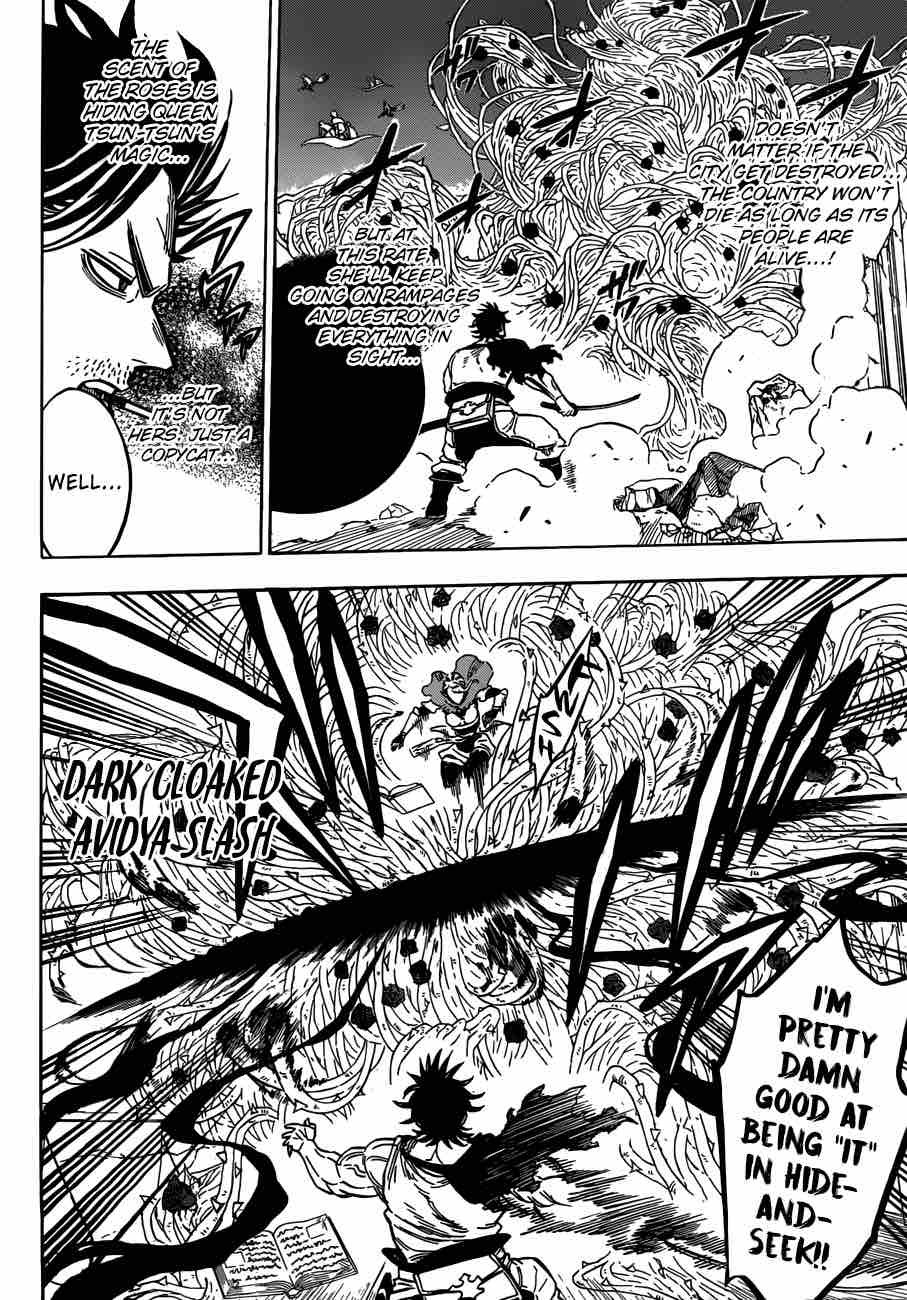 DOESN'T
MATTER IF THE
CITY GET DESTROYED...
THE COUNTRY WON'T
DIE AS LONG AS ITS
PEOPLE ARE
ALIVE...!
BUT AT
THIS RATE,
SHE'LL KEEP
GOING ON RAMPAGES
AND DESTROYING
EVERYTHING IN
SIGHT...
THE
SCENT OF
THE ROSES IS
HIDING QUEEN
TSUN-TSUN'S
MAGIC...
...BUT
IT'S NOT
HERS. JUST A
COPYCAT...
WELL...
DARK CLOAKED
AVIDYA SLASH
I'M
PRETTY
DAMN
GOOD AT
BEING "IT"
IN HIDE-
AND-
SEEK!!